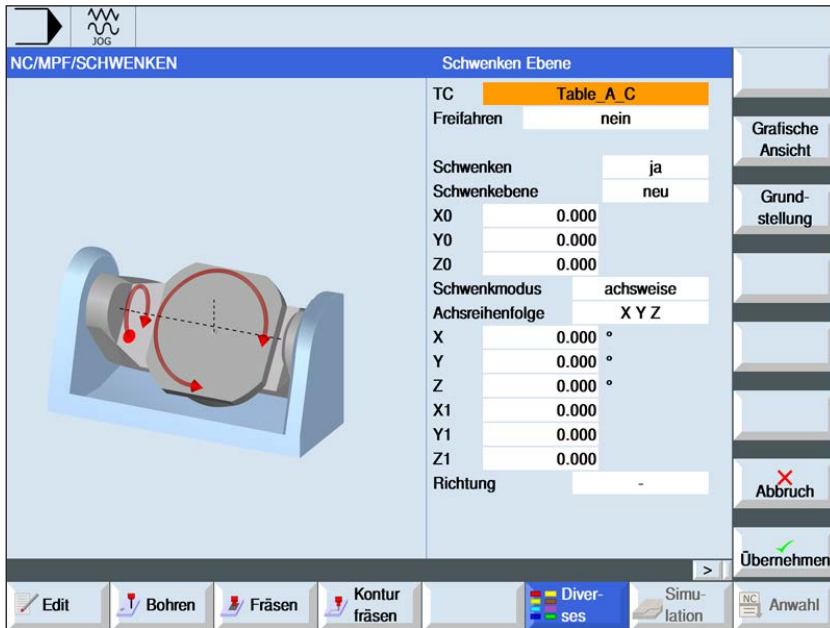 JOG
NC/MPF/SCHWENKEN
Schwenken Ebene
TC Table_A_C
Freifahren nein
Schwenken ja
Schwenkebene neu
X0 0.000
Y0 0.000
Z0 0.000
Schwenkmodus achsweise
Achsreihenfolge X Y Z
X 0.000 °
Y 0.000 °
Z 0.000 °
X1 0.000
Y1 0.000
Z1 0.000
Richtung -
Grafische
Ansicht
Grund-
stellung
Abbruch
Übernehmen
>
Edit
Bohren
Fräsen
Kontur
fräsen
Diver-
ses
Simu-
lation
NC
Anwahl